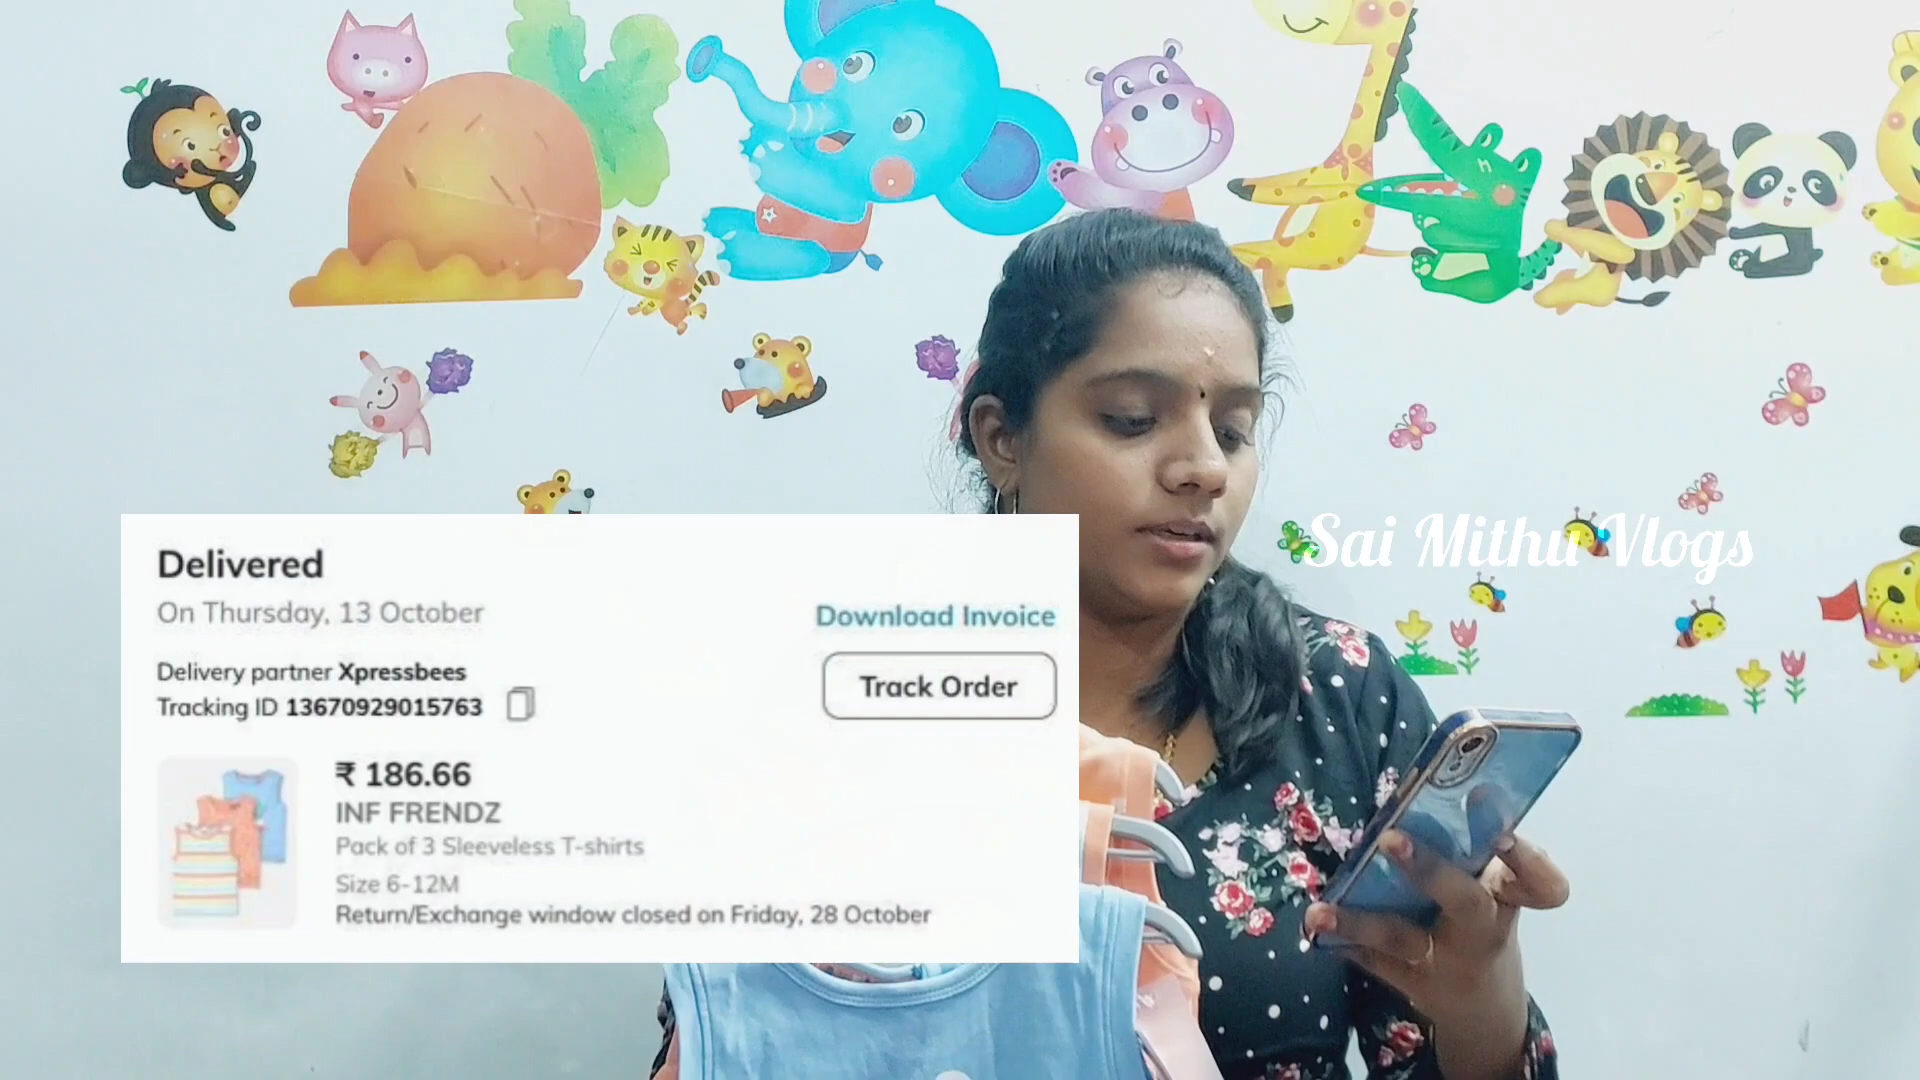 Sai Mithu Vlogs
Delivered
On Thursday, 13 October
Download Invoice
Delivery partner Xpressbees
Tracking ID 13670929015763
Track Order
₹ 186.66
INF FRENDZ
Pack of 3 Sleeveless T-shirts
Size 6-12M
Return/Exchange window closed on Friday, 28 October